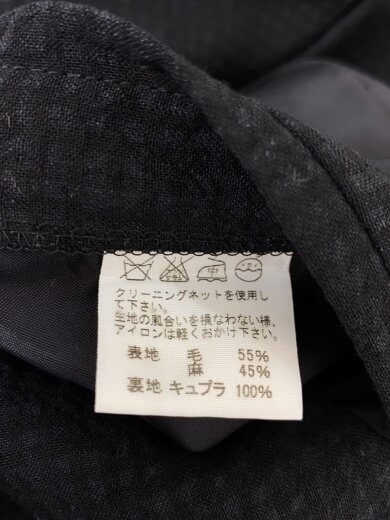 クリーニングネットを使用し
て下さい。
生地の風合いを損なわない様、
アイロンは軽くおかけ下さい。
表地 毛 55%
麻 45%
裏地 キュプラ 100%